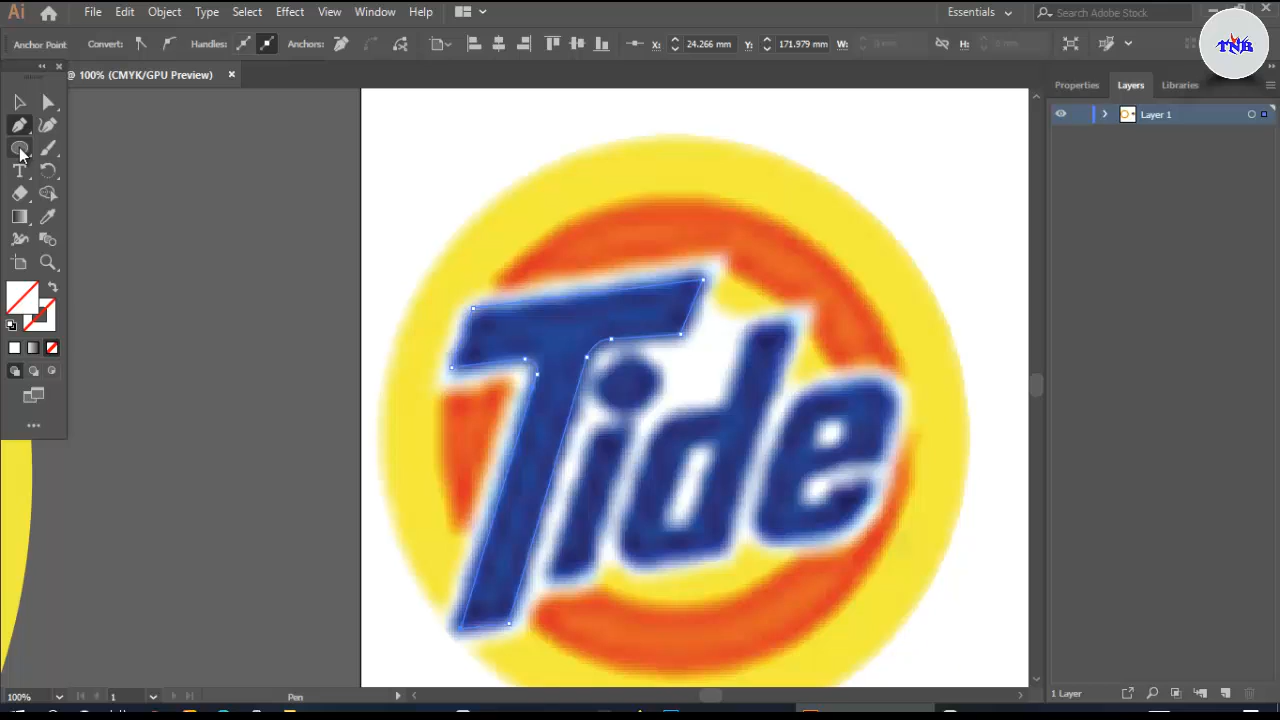 Ai File Edit Object Type Select Effect View Window Help Essentials Search Adobe Stock
Anchor Point Convert: Handles: Anchors: X: 24.266 mm Y: 171.979 mm W: H:
TNR
@ 100% (CMYK/GPU Preview) ×
Properties Layers Libraries
Layer 1
Tide
100% 1 Pen 1 Layer